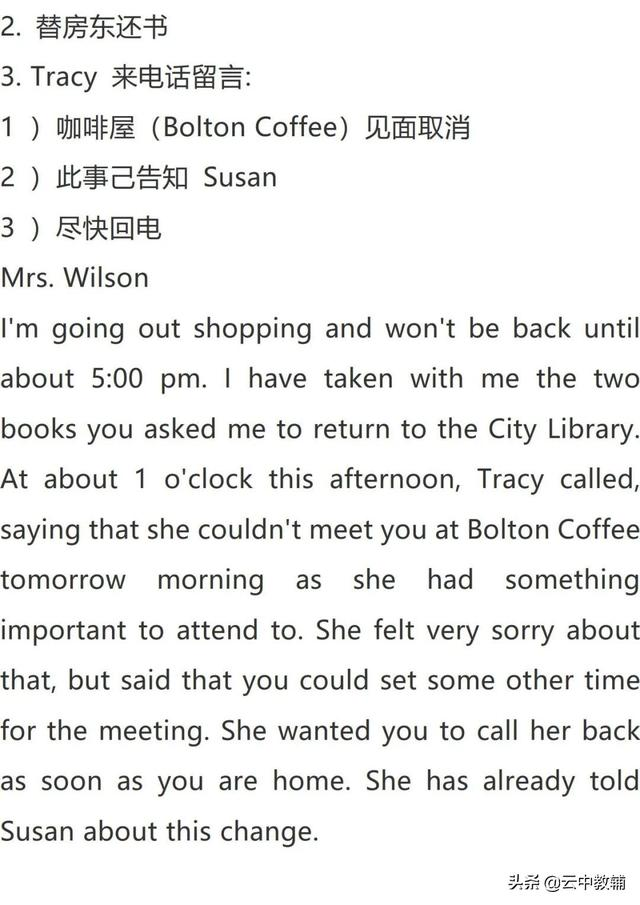 2. 替房东还书
3. Tracy 来电话留言:
1 ）咖啡屋（Bolton Coffee）见面取消
2 ）此事己告知 Susan
3 ）尽快回电
Mrs. Wilson
I'm going out shopping and won't be back until
about 5:00 pm. I have taken with me the two
books you asked me to return to the City Library.
At about 1 o'clock this afternoon, Tracy called,
saying that she couldn't meet you at Bolton Coffee
tomorrow morning as she had something
important to attend to. She felt very sorry about
that, but said that you could set some other time
for the meeting. She wanted you to call her back
as soon as you are home. She has already told
Susan about this change.
头条 @云中教辅